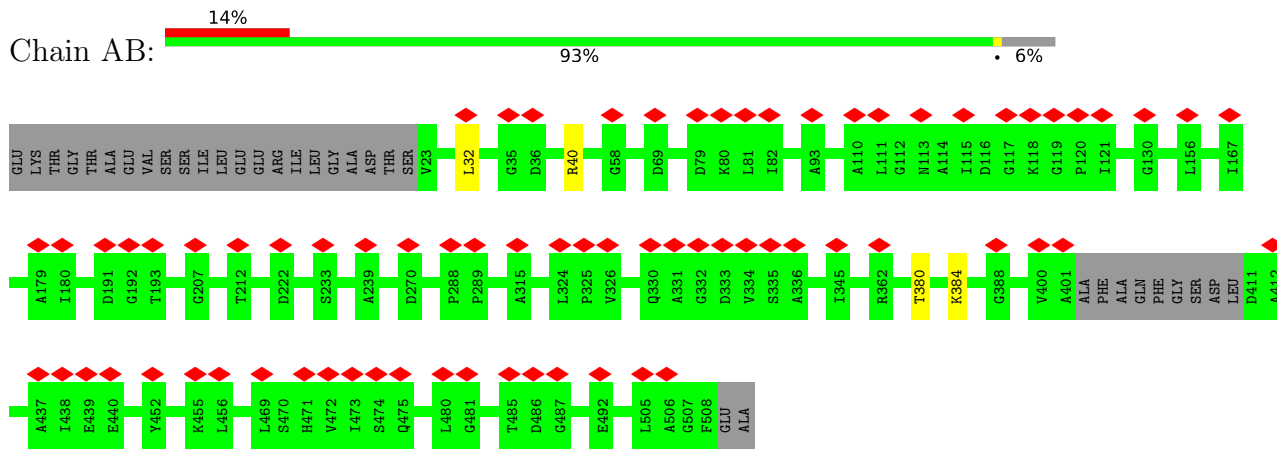 14%
Chain AB:
93% • 6%
GLU LYS THR GLY THR ALA GLU VAL SER SER ILE LEU GLU GLU ARG ILE LEU GLY ALA ASP THR SER V23 L32 G35 D36 R40 G58 D69 D79 K80 L81 I82 A93 A110 L111 G112 N113 A114 I115 D116 G117 K118 G119 P120 I121 G130 L156 I167
A179 I180 D191 G192 T193 G207 T212 D222 S233 A239 D270 P288 P289 A315 L324 P325 V326 Q330 A331 G332 D333 V334 S335 A336 I345 R362 T380 K384 G388 V400 A401 ALA PHE ALA GLN PHE GLY SER ASP LEU D411 A412
A437 I438 E439 E440 Y452 K455 L456 L469 S470 H471 V472 I473 S474 Q475 L480 G481 T485 D486 G487 E492 L505 A506 G507 F508 GLU ALA